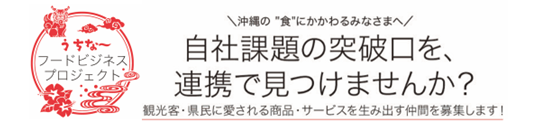 うちな〜
フードビジネス
プロジェクト
＼沖縄の "食"にかかわるみなさまへ／
自社課題の突破口を、
連携で見つけませんか？
観光客・県民に愛される商品・サービスを生み出す仲間を募集します！